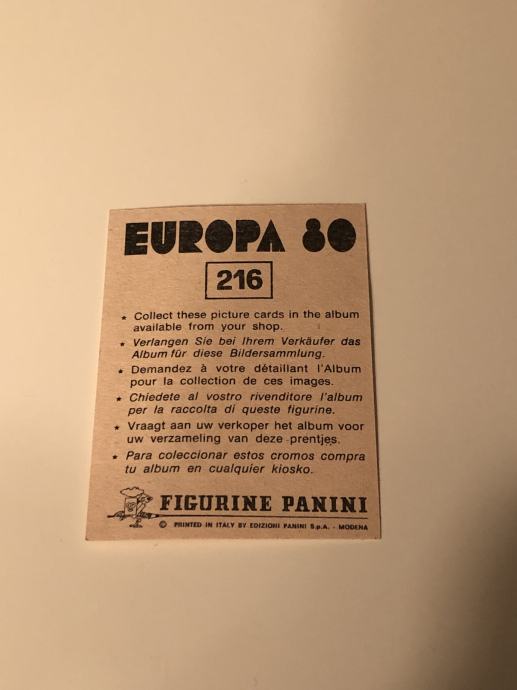 EUROPA 80
216
★ Collect these picture cards in the album
available from your shop.
★ Verlangen Sie bei Ihrem Verkäufer das
Album für diese Bildersammlung.
★ Demandez à votre détaillant l'Album
pour la collection de ces images.
★ Chiedete al vostro rivenditore l'album
per la raccolta di queste figurine.
★ Vraagt aan uw verkoper het album voor
uw verzameling van deze prentjes.
★ Para coleccionar estos cromos compra
tu album en cualquier kiosko.
FIGURINE PANINI
© PRINTED IN ITALY BY EDIZIONI PANINI S.p.A. - MODENA